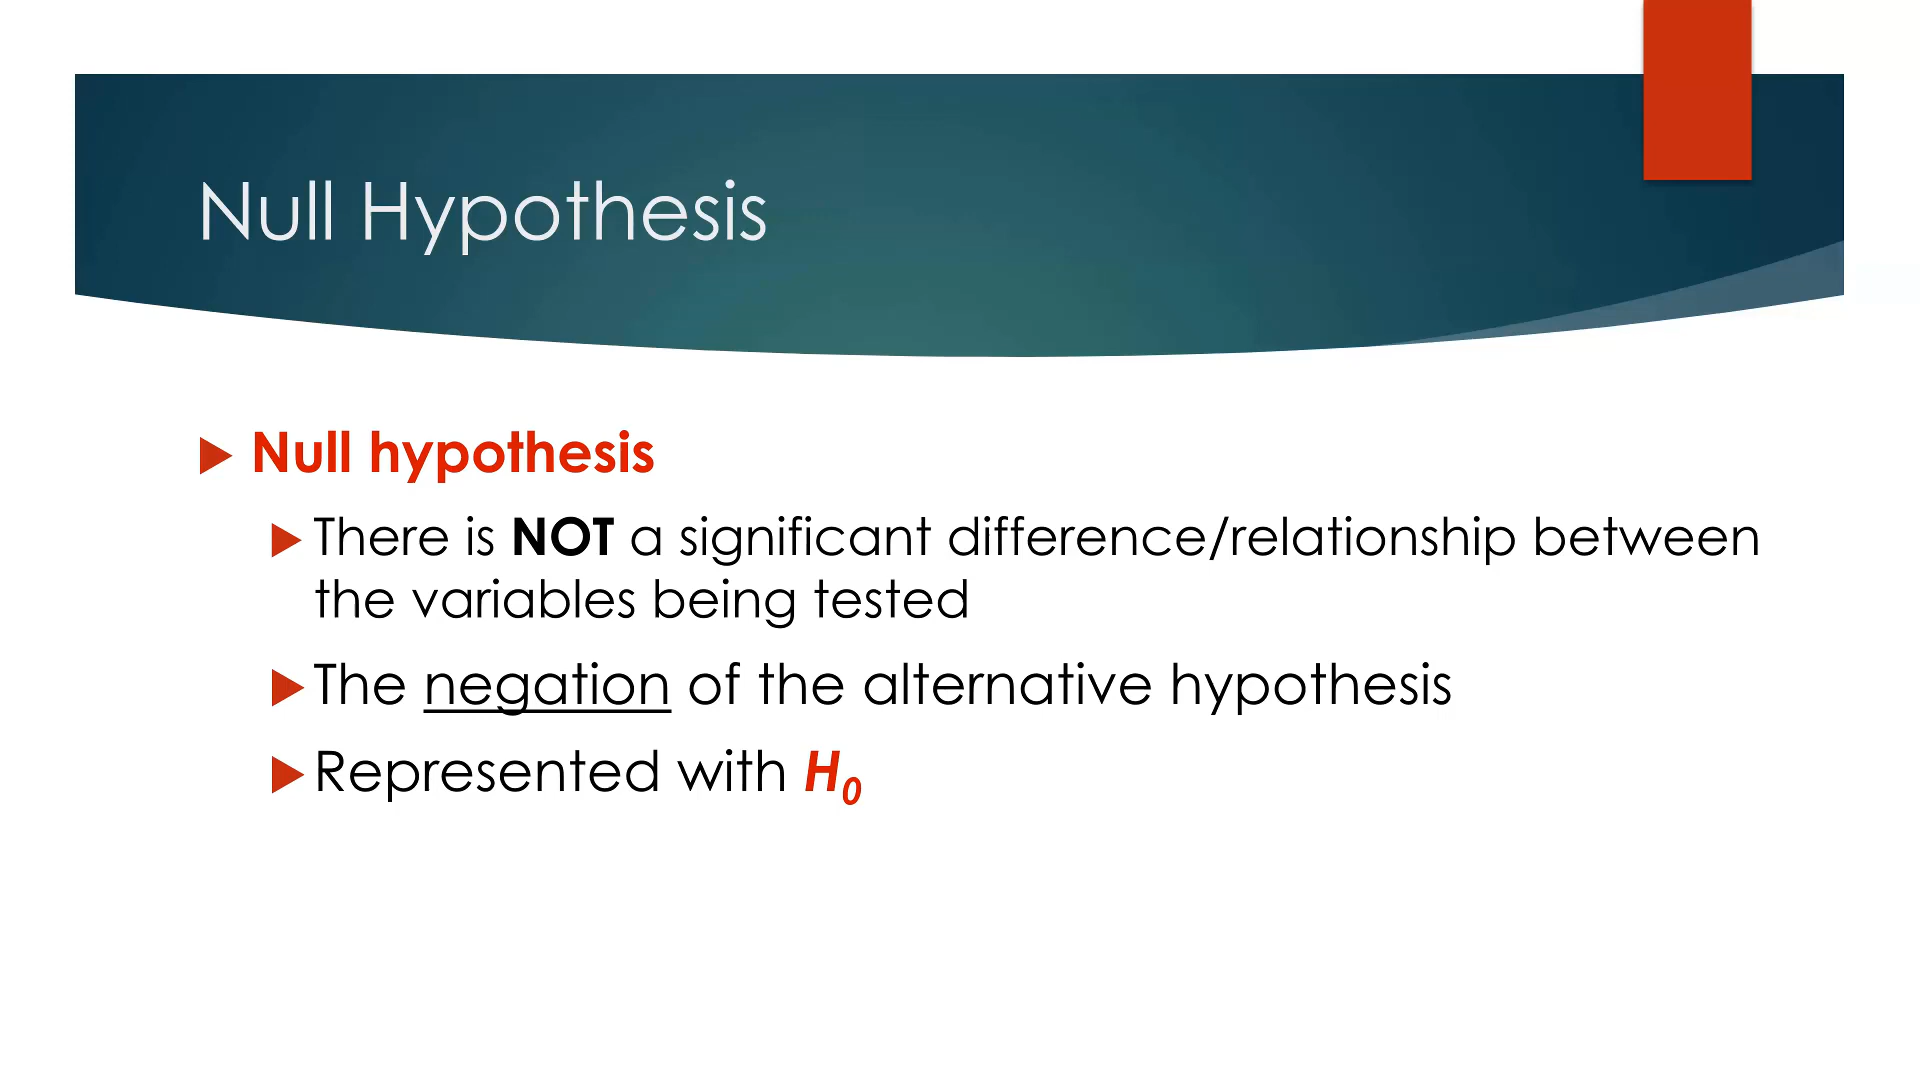 Null Hypothesis
Null hypothesis
There is NOT a significant difference/relationship between
the variables being tested
The negation of the alternative hypothesis
Represented with H₀